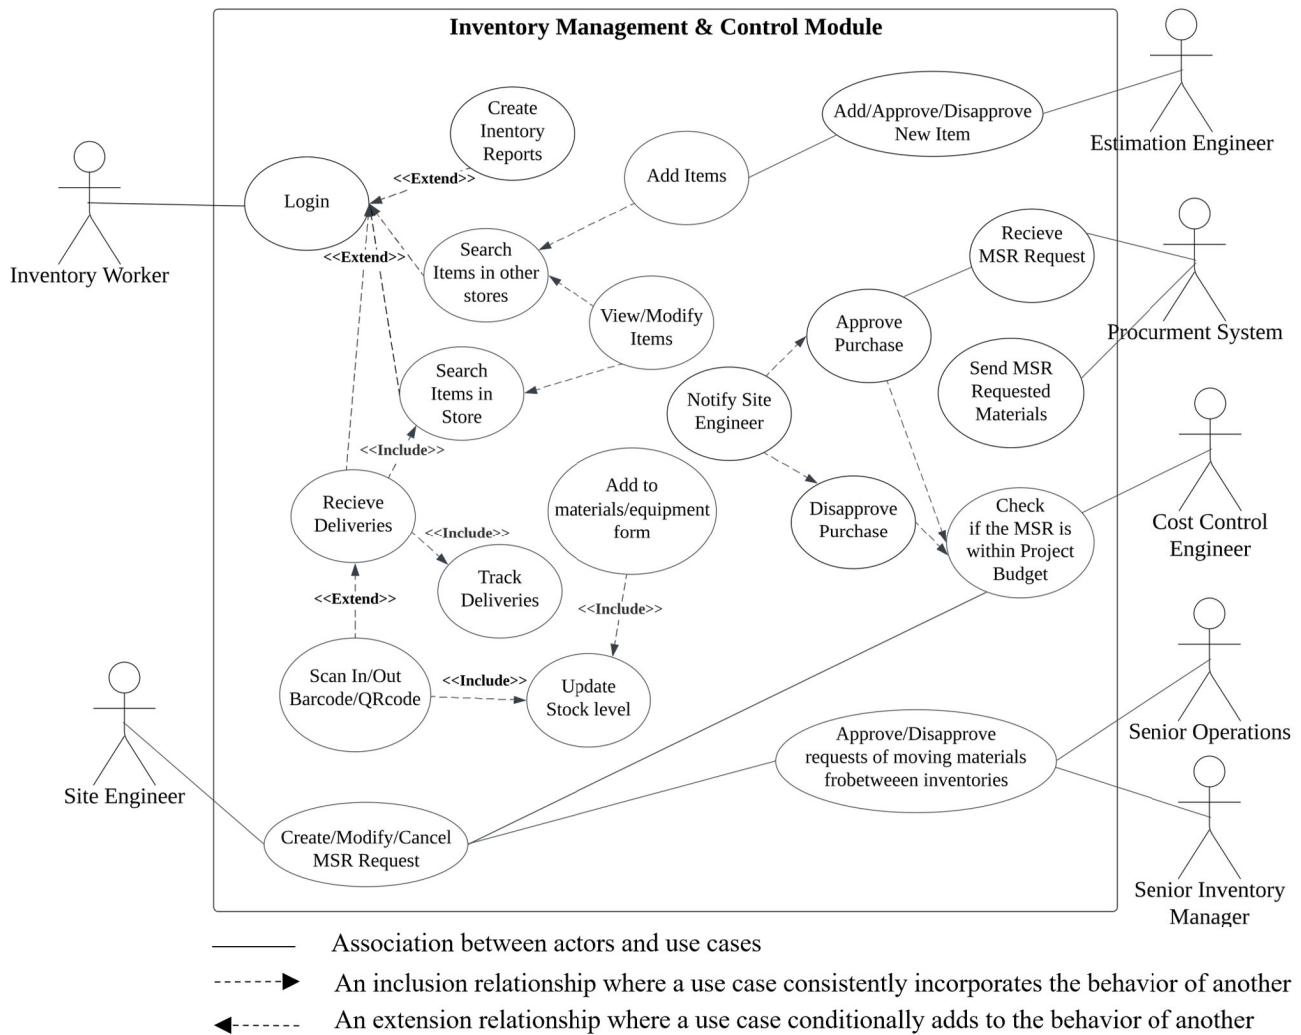 Inventory Management & Control Module
Create
Inentory
Reports
Add/Approve/Disapprove
New Item
Estimation Engineer
<<Extend>>
Add Items
Login
Inventory Worker
<<Extend>>
Search
Items in other
stores
Recieve
MSR Request
Procurment System
View/Modify
Items
Approve
Purchase
Search
Items in
Store
Send MSR
Requested
Materials
Notify Site
Engineer
<<Include>>
Recieve
Deliveries
Add to
materials/equipment
form
Disapprove
Purchase
Check
if the MSR is
within Project
Budget
Cost Control
Engineer
<<Include>>
Track
Deliveries
<<Extend>>
<<Include>>
Scan In/Out
Barcode/QRcode
<<Include>>
Update
Stock level
Senior Operations
Approve/Disapprove
requests of moving materials
frobetweeen inventories
Site Engineer
Create/Modify/Cancel
MSR Request
Senior Inventory
Manager
Association between actors and use cases
An inclusion relationship where a use case consistently incorporates the behavior of another
An extension relationship where a use case conditionally adds to the behavior of another